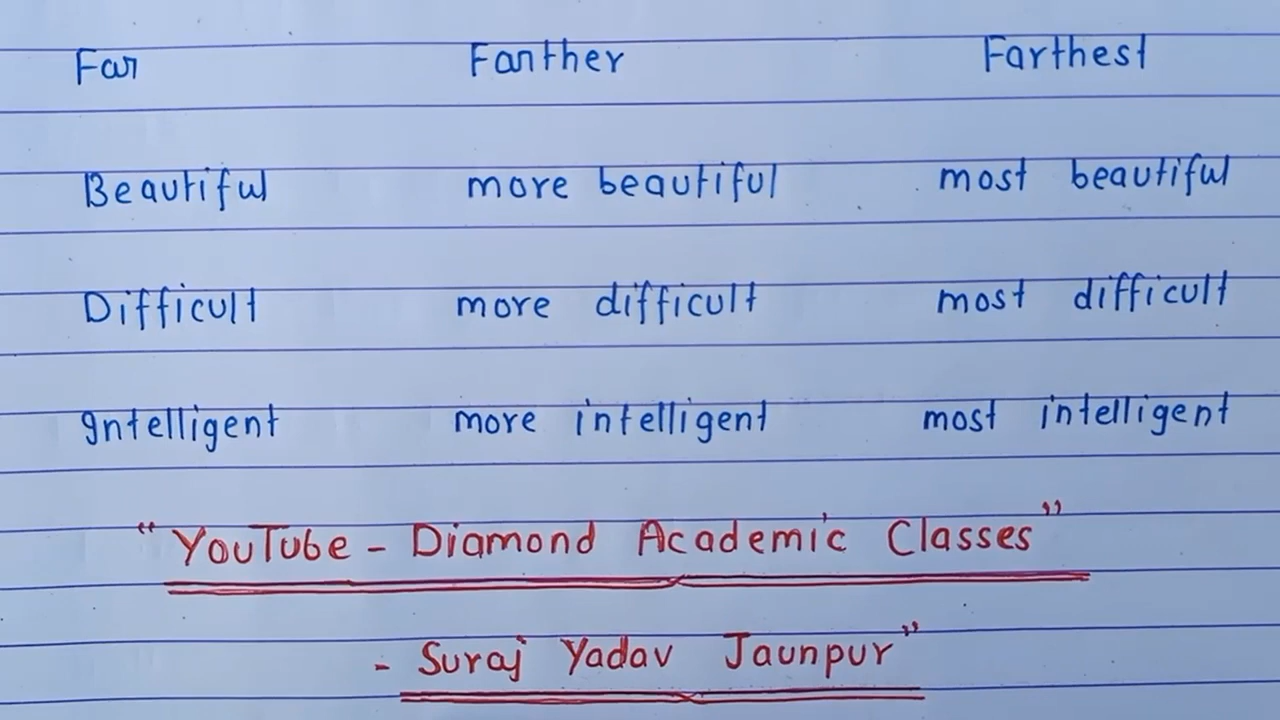 Far Farther Farthest
Beautiful more beautiful most beautiful
Difficult more difficult most difficult
Intelligent more intelligent most intelligent
"YouTube - Diamond Academic Classes"
- Suraj Yadav Jaunpur"